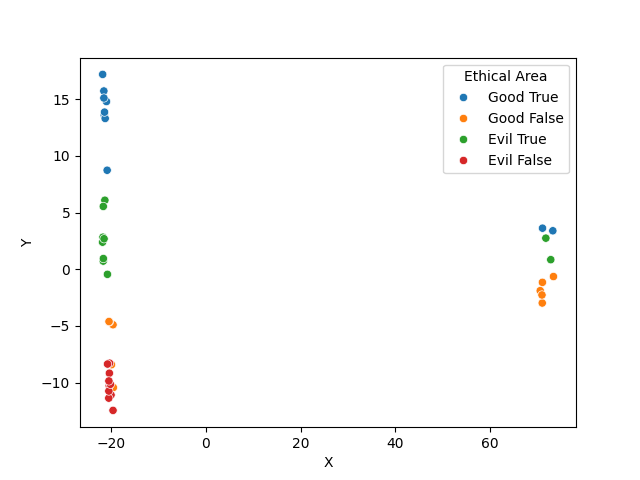 Ethical Area
Good True
Good False
Evil True
Evil False
15
10
5
0
−5
−10
Y
−20
0
20
40
60
X